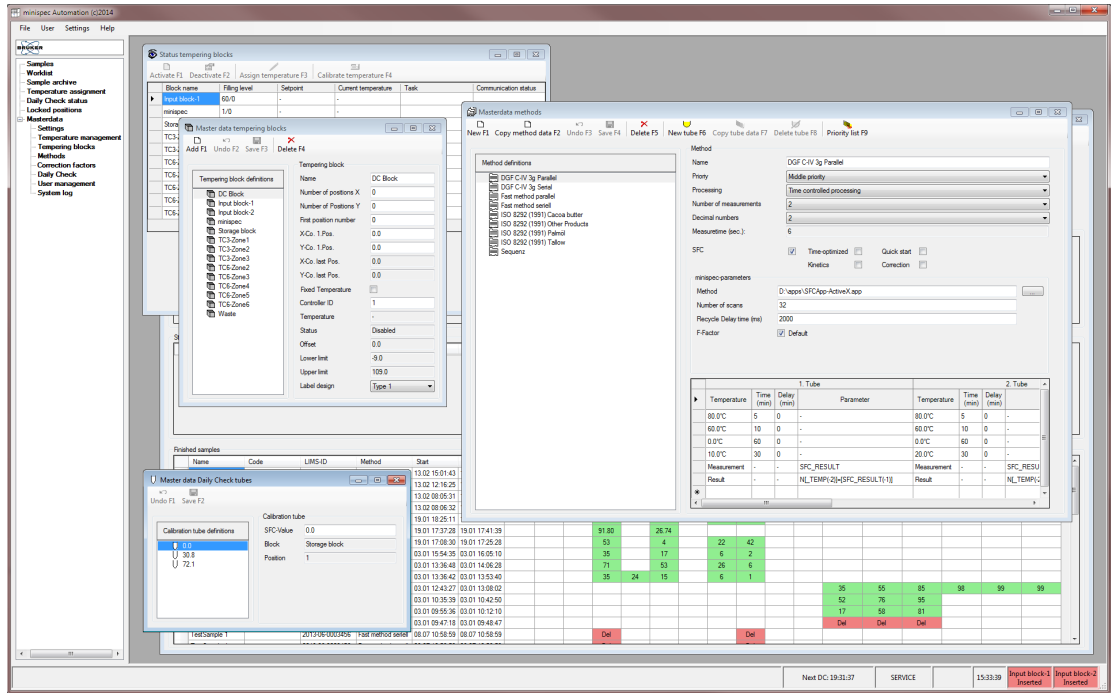 minispec Automation (c)2014
File User Settings Help
BRUKER
Samples
Worklist
Sample archive
Temperature assignment
Daily Check status
Locked positions
Masterdata
Settings
Temperature management
Tempering blocks
Methods
Correction factors
Daily Check
User management
System log
Status tempering blocks
Activate F1 Deactivate F2 Assign temperature F3 Calibrate temperature F4
Block name Filling level Setpoint Current temperature Task Communication status
Input block-1 60/0 - -
minispec 1/0 - -
Master data tempering blocks
Add F1 Undo F2 Save F3 Delete F4
Tempering block definitions
DC Block
Input block-1
Input block-2
minispec
Storage block
TC3-Zone1
TC3-Zone2
TC3-Zone3
TC6-Zone2
TC6-Zone3
TC6-Zone4
TC6-Zone5
TC6-Zone6
Waste
Tempering block
Name DC Block
Number of positions X 0
Number of Positions Y 0
First position number 0
X-Co. 1.Pos. 0.0
Y-Co. 1.Pos. 0.0
X-Co. last Pos. 0.0
Y-Co. last Pos. 0.0
Fixed Temperature
Controller ID 1
Temperature -
Status Disabled
Offset 0.0
Lower limit -9.0
Upper limit 109.0
Label design Type 1
Masterdata methods
New F1 Copy method data F2 Undo F3 Save F4 Delete F5 New tube F6 Copy tube data F7 Delete tube F8 Priority list F9
Method definitions
DGF C-IV 3g Parallel
DGF C-IV 3g Serial
Fast method parallel
Fast method seriell
ISO 8292 (1991) Cacoa butter
ISO 8292 (1991) Other Products
ISO 8292 (1991) Palmöl
ISO 8292 (1991) Tallow
Sequenz
Method
Name DGF C-IV 3g Parallel
Priorty Middle priority
Processing Time controlled processing
Number of measurements 2
Decimal numbers 2
Measuretime (sec.): 6
SFC Time-optimized Quick start
Kinetics Correction
minispec-parameters
Method D:\apps\SFCApp-ActiveX.app ...
Number of scans 32
Recycle Delay time (ms) 2000
F-Factor Default
1. Tube 2. Tube
Temperature Time (min) Delay (min) Parameter Temperature Time (min) Delay (min)
80.0°C 5 0 - 80.0°C 5 0 -
60.0°C 10 0 - 60.0°C 10 0 -
0.0°C 60 0 - 0.0°C 60 0 -
10.0°C 30 0 - 20.0°C 30 0 -
Measurement - - SFC_RESULT Measurement - - SFC_RESU
Result - - N[_TEMP(-2)]=[SFC_RESULT(-1)] Result - - N[_TEMP(-2
Finished samples
Name Code LIMS-ID Method Start
13.02 15:01:43
13.02 12:16:25
13.02 08:05:31
13.02 08:06:32
19.01 18:25:11
19.01 17:37:28 19.01 17:41:39 91.80 26.74
19.01 17:08:30 19.01 17:25:28 53 4 22 42
03.01 15:54:35 03.01 16:05:10 35 17 6 2
03.01 13:36:48 03.01 14:06:28 71 53 26 6
03.01 13:36:42 03.01 13:53:40 35 24 15 6 1
03.01 12:43:27 03.01 13:08:02 35 55 85 98 99 99
03.01 10:35:39 03.01 10:42:50 52 76 95
03.01 09:55:36 03.01 10:12:10 17 58 81
03.01 09:47:18 03.01 09:48:47 Del Del Del
TestSample 1 2013-06-0003456 Fast method seriell 08.07 10:58:59 08.07 10:58:59 Del Del
Master data Daily Check tubes
Undo F1 Save F2
Calibration tube definitions
0.0
30.8
72.1
Calibration tube
SFC-Value 0.0
Block Storage block
Position 1
Next DC: 19:31:37 SERVICE 15:33:39 Input block-1 Inserted Input block-2 Inserted